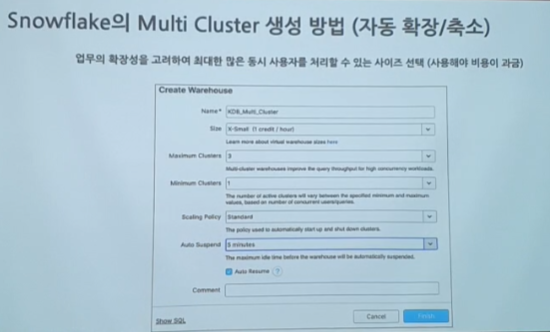 Snowflake의 Multi Cluster 생성 방법 (자동 확장/축소)
업무의 확장성을 고려하여 최대한 많은 동시 사용자를 처리할 수 있는 사이즈 선택 (사용해야 비용이 과금)
Create Warehouse
Name* KDB_Multi_Cluster
Size X-Small (1 credit / hour)
Learn more about virtual warehouse sizes here
Maximum Clusters 3
Multi-cluster warehouses improve the query throughput for high concurrency workloads.
Minimum Clusters 1
The number of active clusters will vary between the specified minimum and maximum
values, based on number of concurrent users/queries.
Scaling Policy Standard
The policy used to automatically start up and shut down clusters.
Auto Suspend 5 minutes
The maximum idle time before the warehouse will be automatically suspended.
Auto Resume ?
Comment
Show SQL Cancel Finish